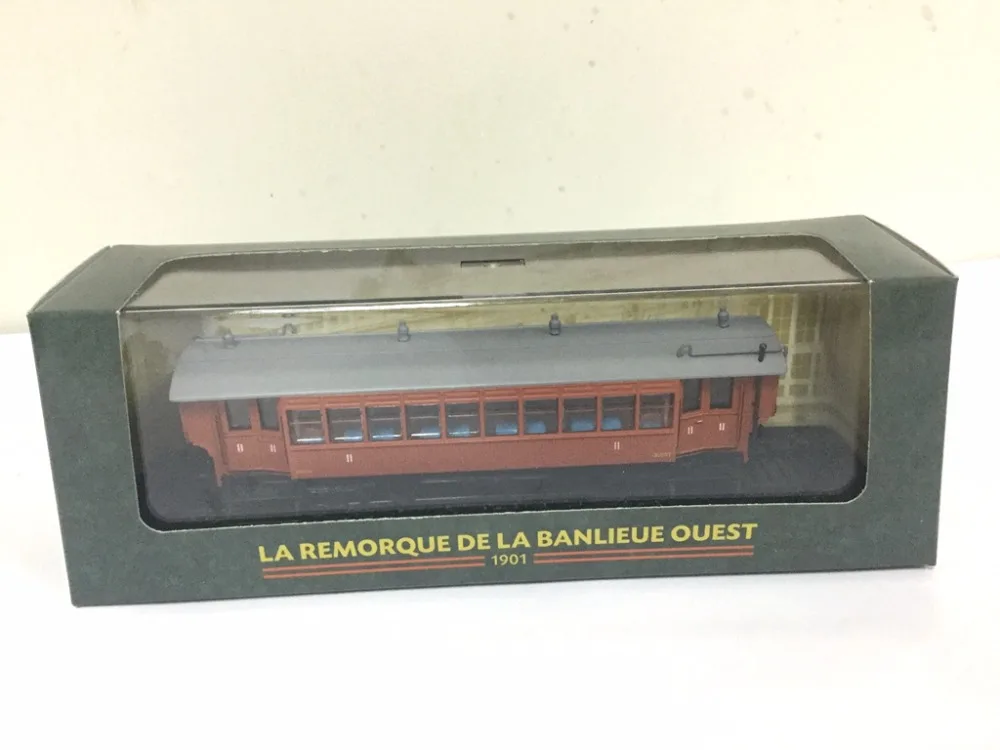 LA REMORQUE DE LA BANLIEUE OUEST
1901